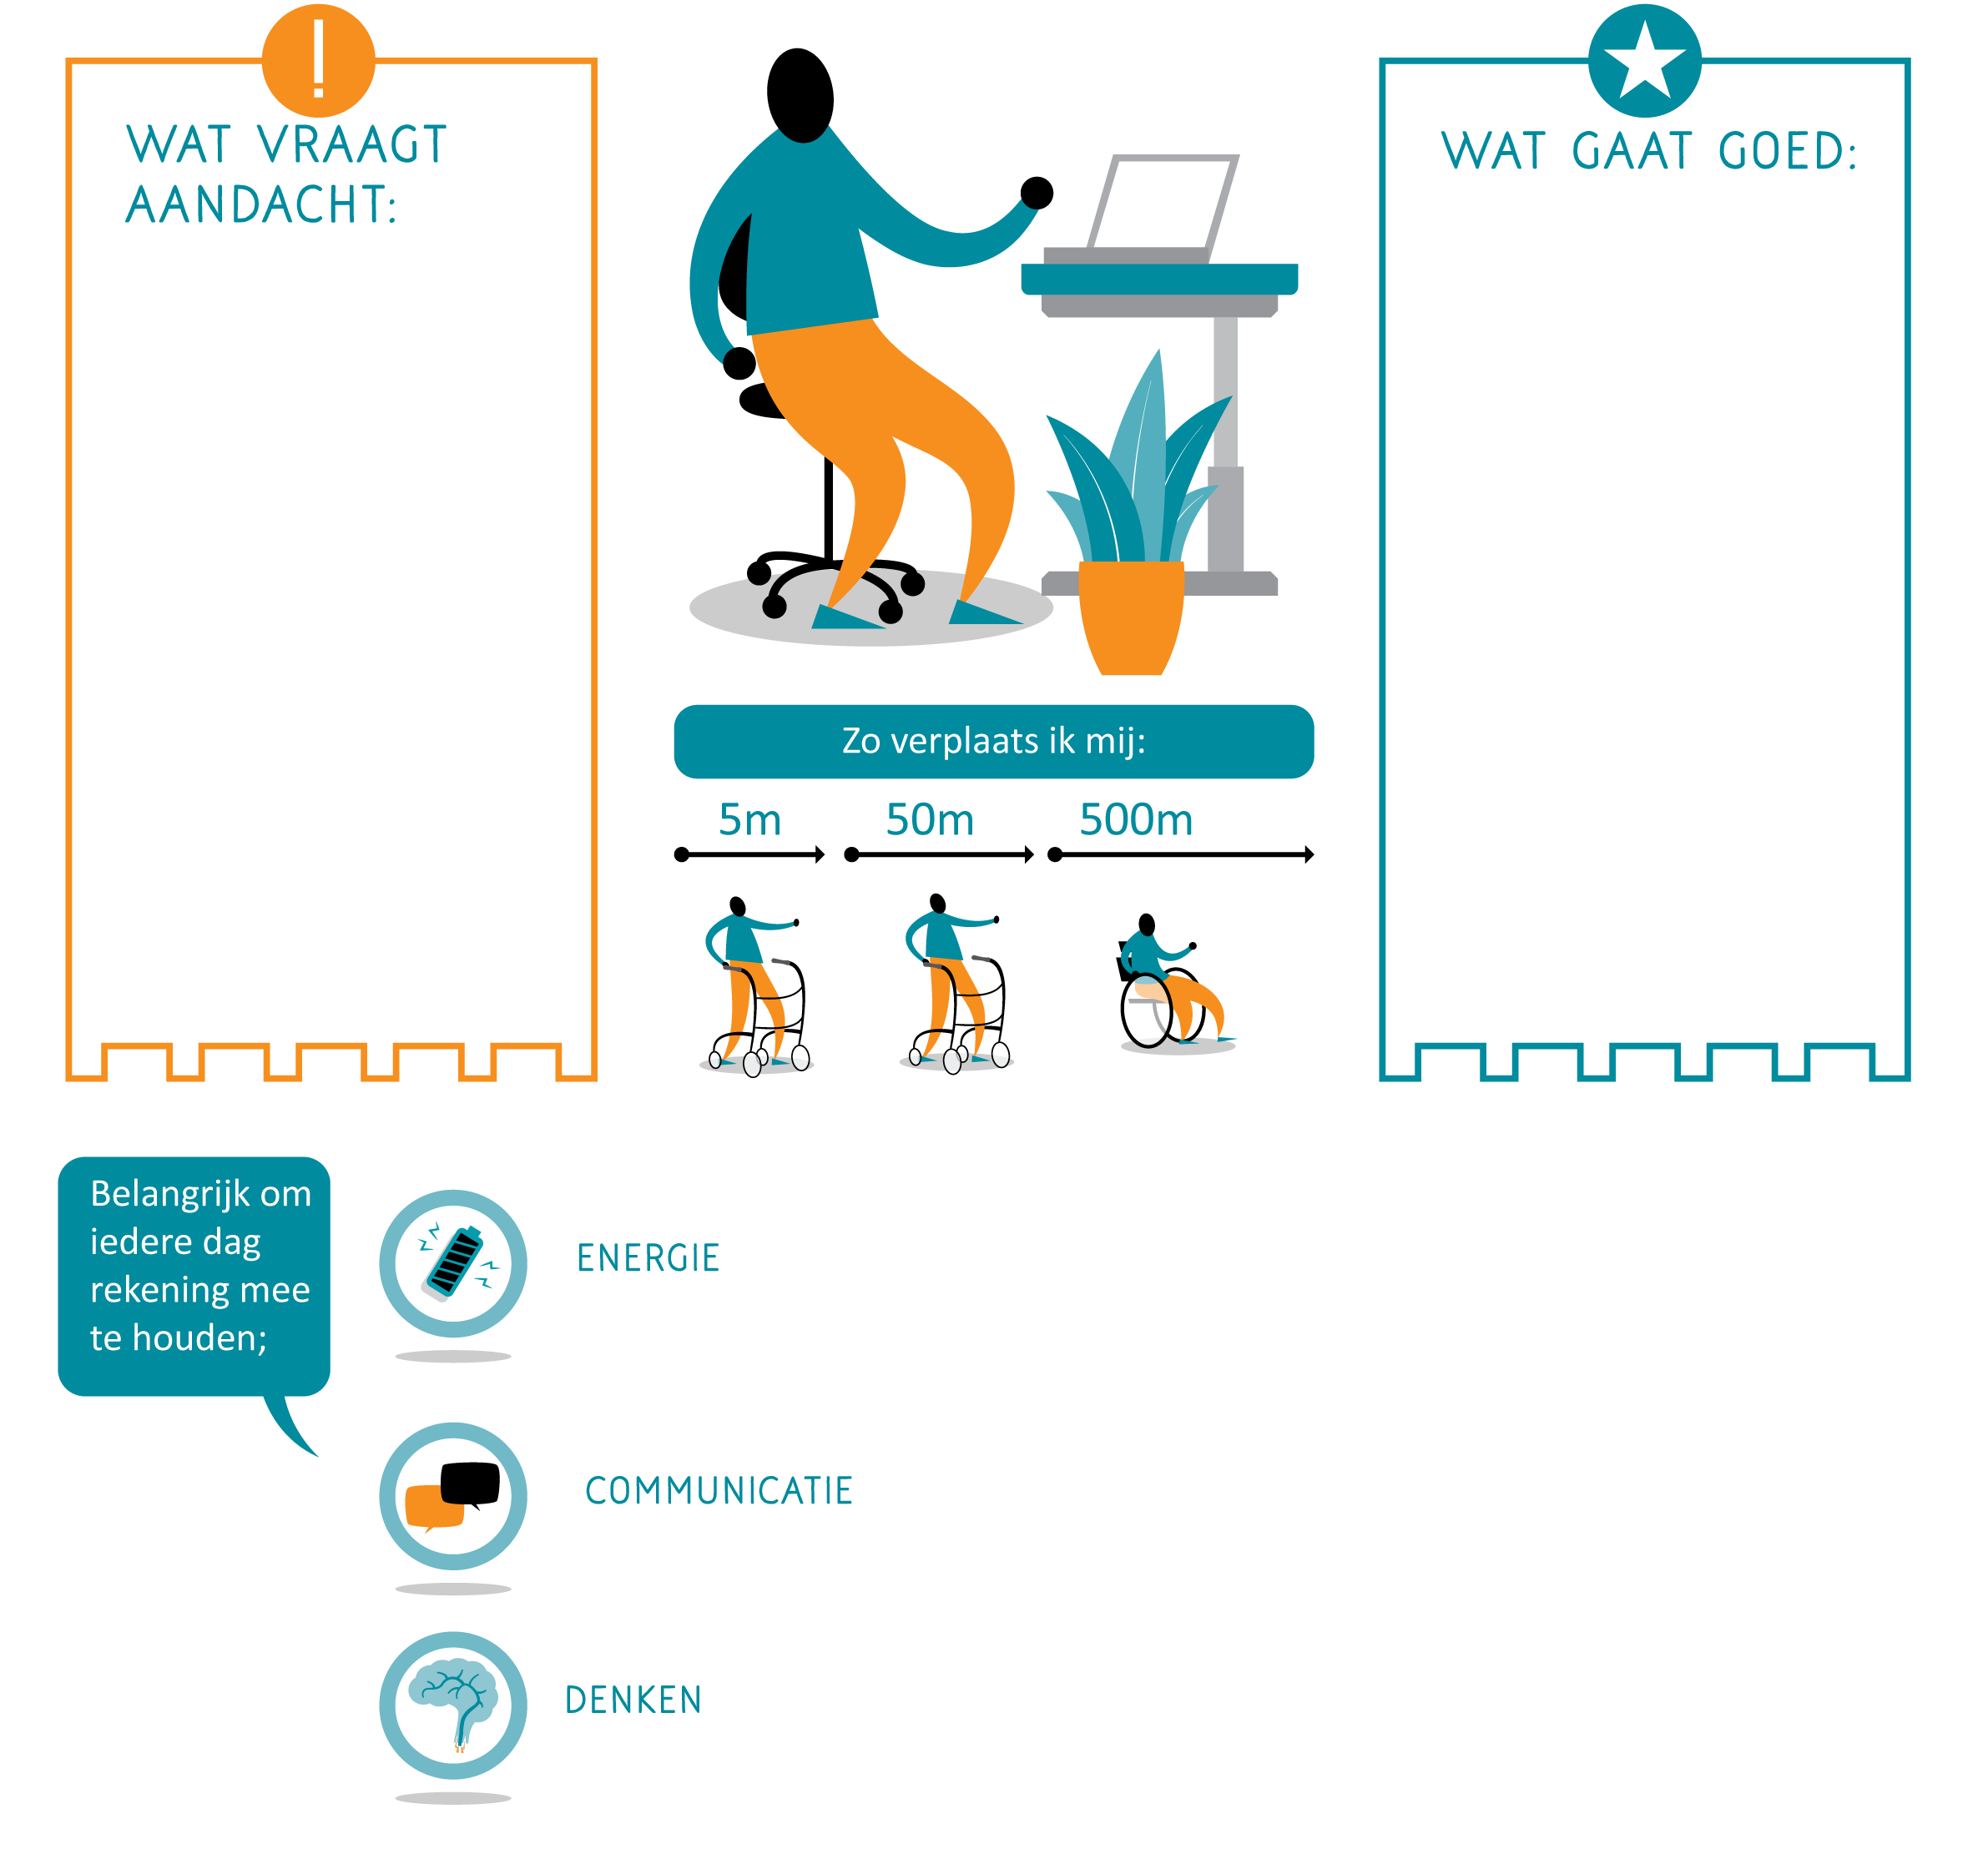 WAT VRAAGT
AANDACHT:
WAT GAAT GOED:
Zo verplaats ik mij:
5m
50m
500m
Belangrijk om
iedere dag
rekening mee
te houden;
ENERGIE
COMMUNICATIE
DENKEN